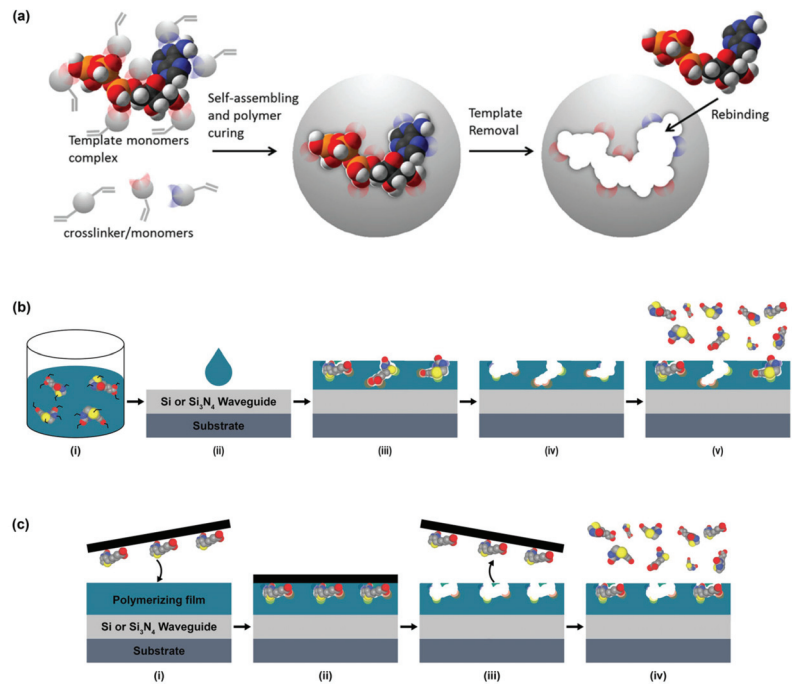 (a)
Template monomers
complex
crosslinker/monomers
Self-assembling
and polymer
curing
Template
Removal
Rebinding
(b)
Si or Si₃N₄ Waveguide
Substrate
(i)
(ii)
(iii)
(iv)
(v)
(c)
Polymerizing film
Si or Si₃N₄ Waveguide
Substrate
(i)
(ii)
(iii)
(iv)